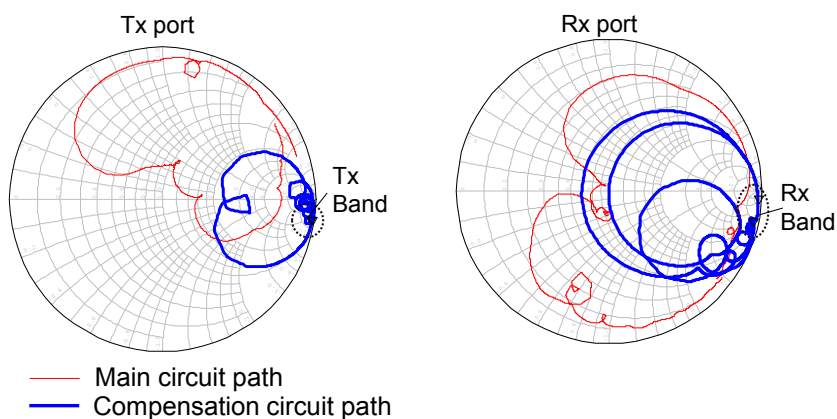 Tx port
Rx port
Tx
Band
Rx
Band
Main circuit path
Compensation circuit path